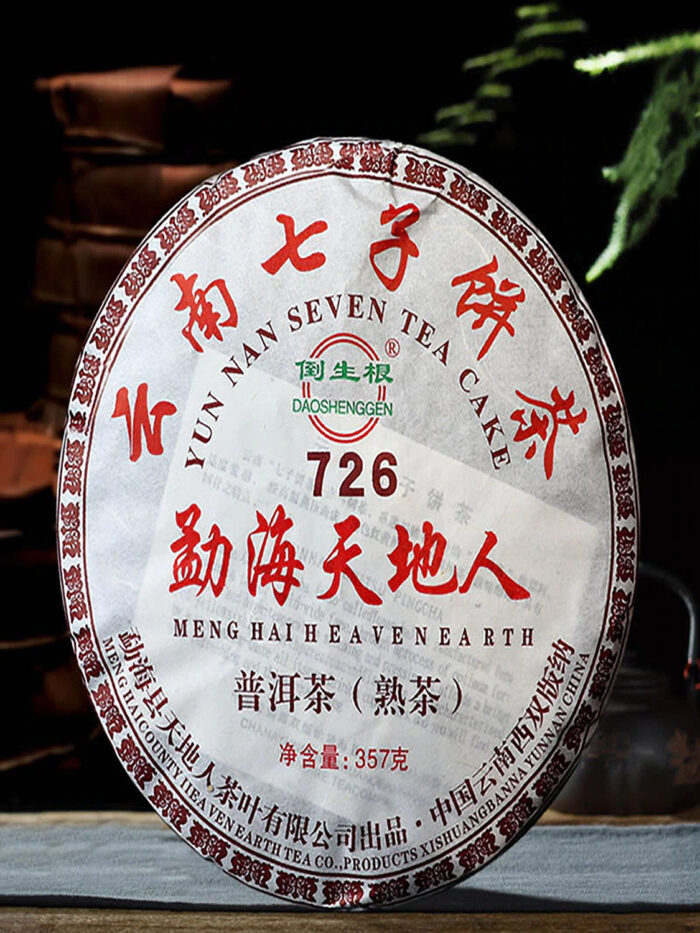 云南七子饼茶
YUN NAN SEVEN TEA CAKE
®
倒生根
DAOSHENGGEN
726
勐海天地人
MENG HAI HEAVEN EARTH
普洱茶（熟茶）
净含量: 357克
勐海县天地人茶叶有限公司出品·中国云南西双版纳
MENG HAICOUNTYHEAVEN EARTH TEA CO.,PRODUCTS XISHUANGBANNA YUNNAN CHINA